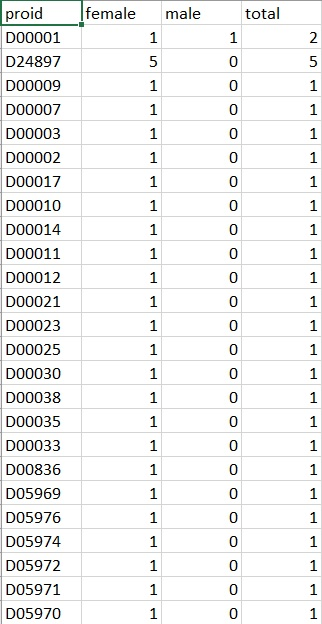 proid female male total
D00001 1 1 2
D24897 5 0 5
D00009 1 0 1
D00007 1 0 1
D00003 1 0 1
D00002 1 0 1
D00017 1 0 1
D00010 1 0 1
D00014 1 0 1
D00011 1 0 1
D00012 1 0 1
D00021 1 0 1
D00023 1 0 1
D00025 1 0 1
D00030 1 0 1
D00038 1 0 1
D00035 1 0 1
D00033 1 0 1
D00836 1 0 1
D05969 1 0 1
D05976 1 0 1
D05974 1 0 1
D05972 1 0 1
D05971 1 0 1
D05970 1 0 1